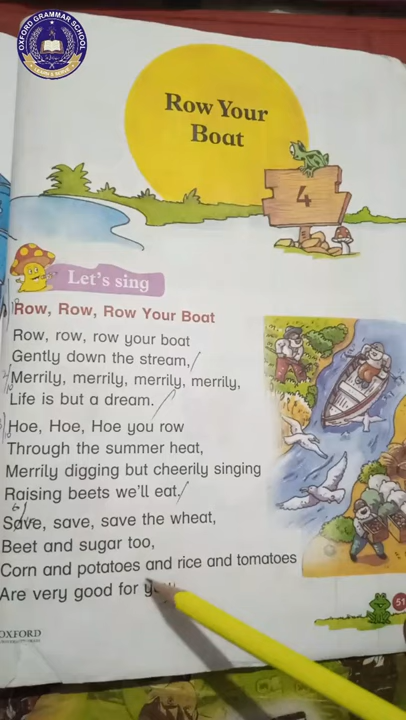 OXFORD GRAMMAR SCHOOL
Row Your
Boat
4
Let's sing
Row, Row, Row Your Boat
Row, row, row your boat
Gently down the stream,
Merrily, merrily, merrily, merrily,
Life is but a dream.
Hoe, Hoe, Hoe you row
Through the summer heat,
Merrily digging but cheerily singing
Raising beets we'll eat.
Save, save, save the wheat,
Beet and sugar too,
Corn and potatoes and rice and tomatoes
Are very good for
51
OXFORD